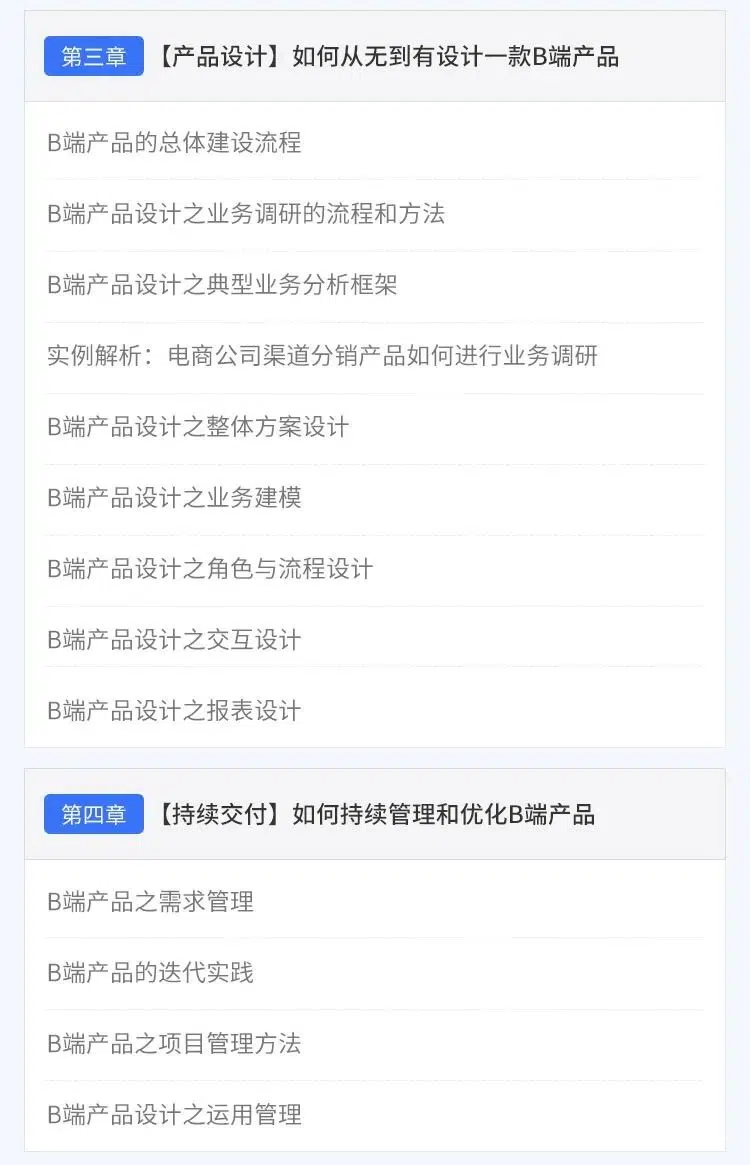 第三章 【产品设计】如何从无到有设计一款B端产品
B端产品的总体建设流程
B端产品设计之业务调研的流程和方法
B端产品设计之典型业务分析框架
实例解析：电商公司渠道分销产品如何进行业务调研
B端产品设计之整体方案设计
B端产品设计之业务建模
B端产品设计之角色与流程设计
B端产品设计之交互设计
B端产品设计之报表设计
第四章 【持续交付】如何持续管理和优化B端产品
B端产品之需求管理
B端产品的迭代实践
B端产品之项目管理方法
B端产品设计之运用管理